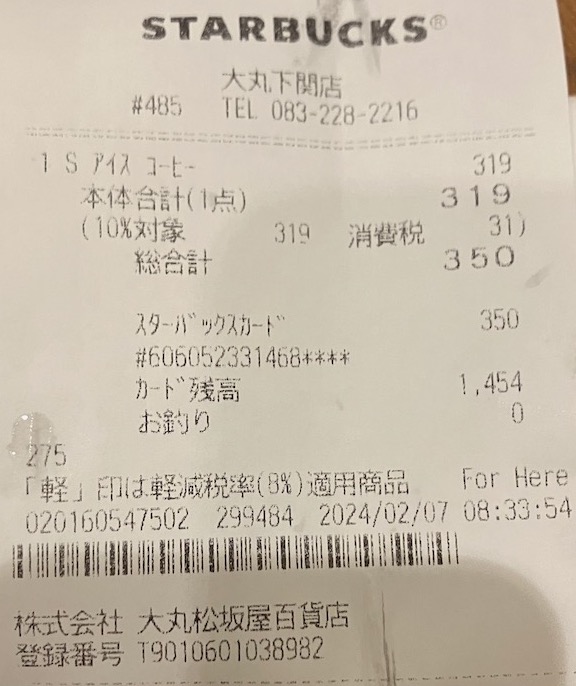 STARBUCKS®
大丸下関店
#485 TEL 083-228-2216
1 S アイス コーヒー 319
本体合計(1点) 319
(10%対象 319 消費税 31)
総合計 350
スターバックスカード 350
#606052331468****
カード残高 1,454
お釣り 0
275
「軽」印は軽減税率(8%)適用商品 For Here
020160547502 299484 2024/02/07 08:33:54
株式会社 大丸松坂屋百貨店
登録番号 T9010601038982